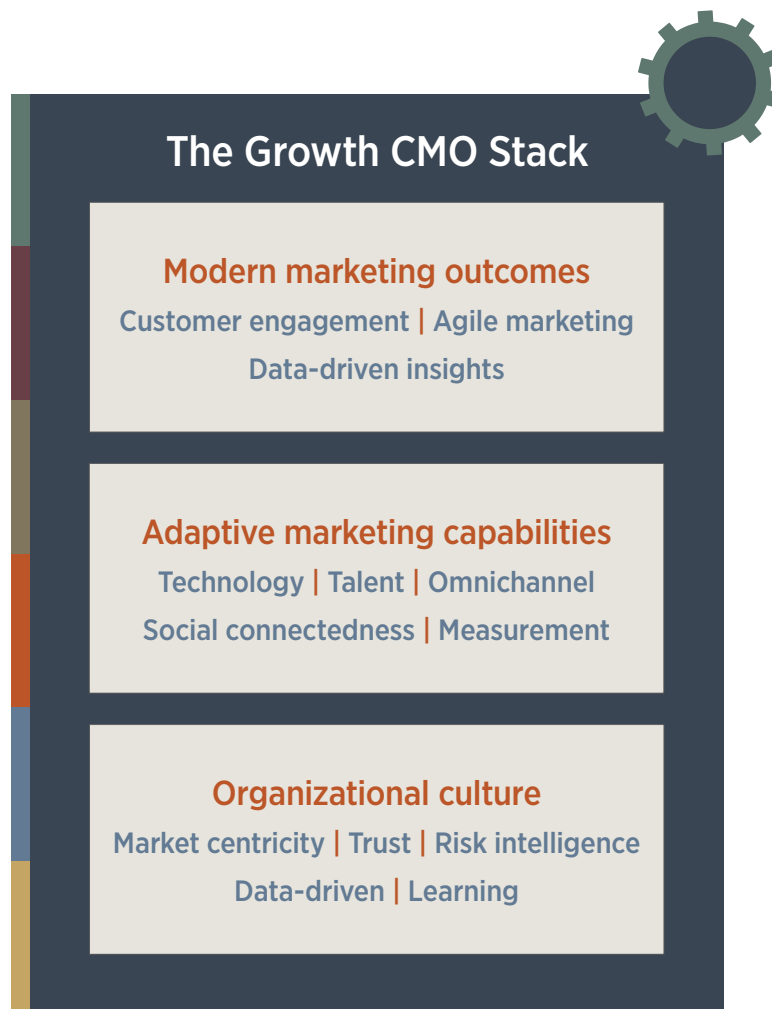 The Growth CMO Stack
Modern marketing outcomes
Customer engagement | Agile marketing
Data-driven insights
Adaptive marketing capabilities
Technology | Talent | Omnichannel
Social connectedness | Measurement
Organizational culture
Market centricity | Trust | Risk intelligence
Data-driven | Learning